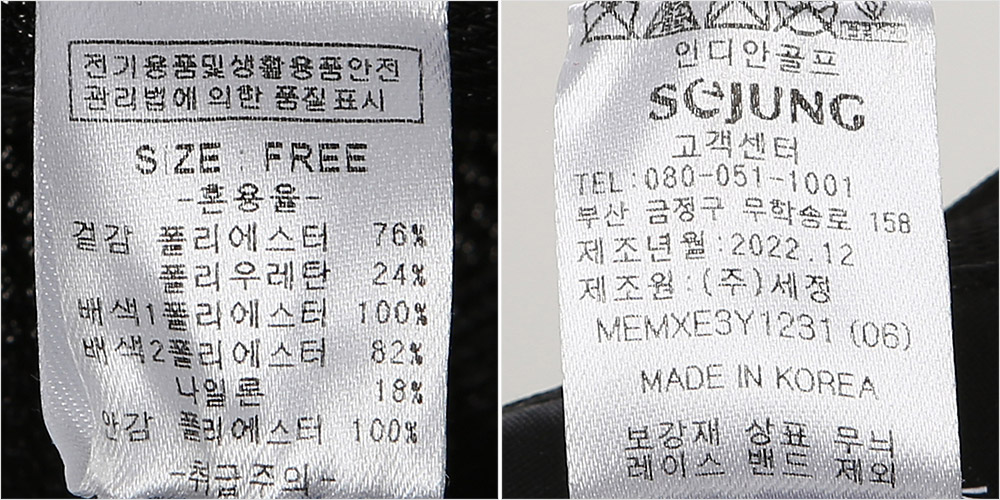 전기용품및생활용품안전
관리법에 의한 품질표시
SIZE : FREE
-혼용율-
겉감 폴리에스터 76%
폴리우레탄 24%
배색1폴리에스터 100%
배색2폴리에스터 82%
나일론 18%
안감 폴리에스터 100%
-취급주의-
인디안골프
SEJUNG
고객센터
TEL:080-051-1001
부산 금정구 무학송로 158
제조년월:2022.12
제조원:(주)세정
MEMXE3Y1231 (06)
MADE IN KOREA
보강재 상표 무늬
레이스 밴드 제외